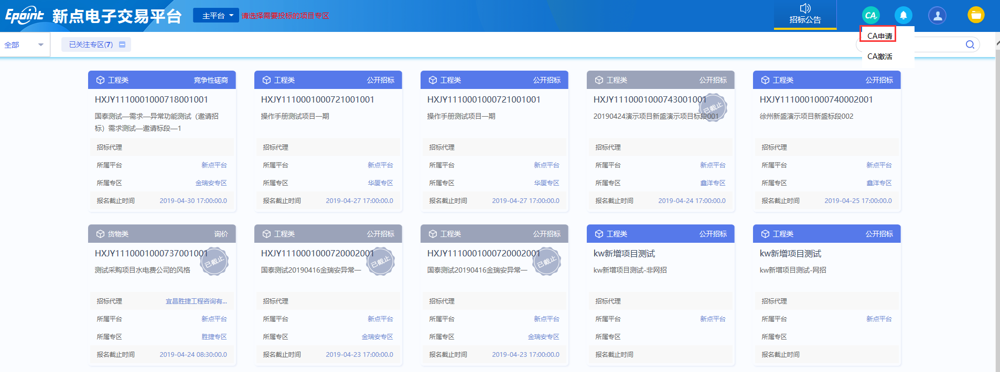 Epoint 新点电子交易平台
主平台
请选择需要投标的项目专区
招标公告
CA
CA申请
CA激活
全部
已关注专区(7)
工程类 竞争性磋商
HXJY1110001000718001001
国泰测试—需求—异常功能测试（邀请招
标）需求测试—邀请标段—1
招标代理
所属平台 新点平台
所属专区 金瑞安专区
报名截止时间 2019-04-30 17:00:00.0
工程类 公开招标
HXJY1110001000721001001
操作手册测试项目一期
招标代理
所属平台 新点平台
所属专区 华厦专区
报名截止时间 2019-04-27 17:00:00.0
工程类 公开招标
HXJY1110001000721001001
操作手册测试项目一期
招标代理
所属平台 新点平台
所属专区 华厦专区
报名截止时间 2019-04-27 17:00:00.0
工程类 公开招标
HXJY1110001000743001001
已截止
20190424演示项目新盛演示项目标段001
招标代理
所属平台 新点平台
所属专区 鑫洋专区
报名截止时间 2019-04-24 17:00:00.0
工程类 公开招标
HXJY1110001000740002001
徐州新盛演示项目新盛标段002
招标代理
所属平台 新点平台
所属专区 鑫洋专区
报名截止时间 2019-04-25 17:00:00.0
货物类 询价
HXJY1110001000737001001
已截止
测试采购项目水电费公司的风格
招标代理 宜昌胜捷工程咨询有...
所属平台 新点平台
所属专区 胜捷专区
报名截止时间 2019-04-24 08:30:00.0
工程类 公开招标
HXJY1110001000720002001
已截止
国泰测试20190416金瑞安异常一
招标代理
所属平台 新点平台
所属专区 金瑞安专区
报名截止时间 2019-04-23 17:00:00.0
工程类 公开招标
HXJY1110001000720002001
已截止
国泰测试20190416金瑞安异常一
招标代理
所属平台 新点平台
所属专区 金瑞安专区
报名截止时间 2019-04-23 17:00:00.0
工程类 公开招标
kw新增项目测试
kw新增项目测试-非网招
招标代理
所属平台 新点平台
所属专区
报名截止时间
工程类 公开招标
kw新增项目测试
kw新增项目测试-网招
招标代理
所属平台 新点平台
所属专区
报名截止时间